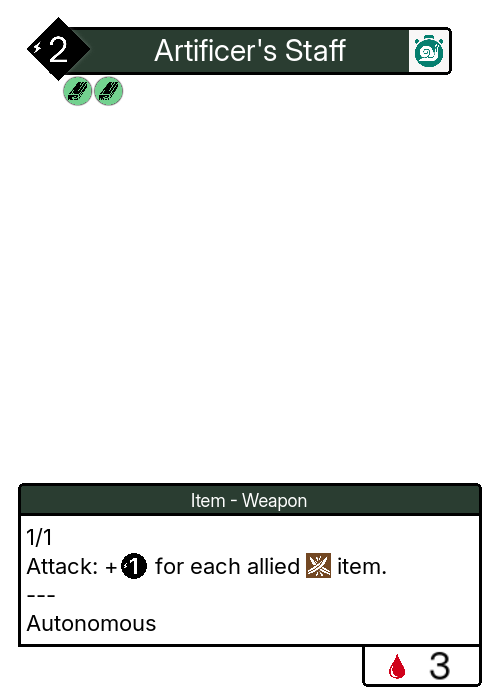 2
Artificer's Staff
Item - Weapon
1/1
Attack: +1 for each allied item.
---
Autonomous
3